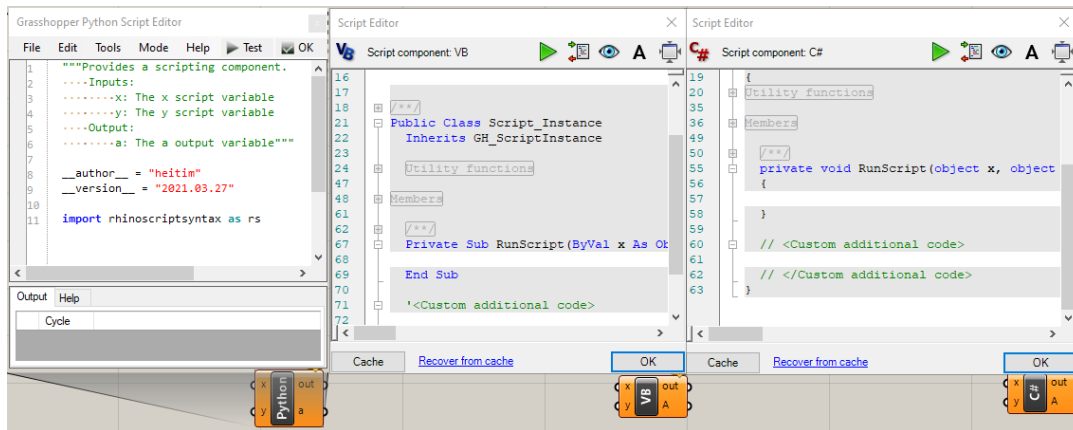 Grasshopper Python Script Editor
File Edit Tools Mode Help Test OK
1 """Provides a scripting component.
2 ····Inputs:
3 ········x: The x script variable
4 ········y: The y script variable
5 ····Output:
6 ········a: The a output variable"""
7
8 __author__ = "heitim"
9 __version__ = "2021.03.27"
10
11 import rhinoscriptsyntax as rs
Output Help
Cycle
x out
Python
y a
Script Editor
VB Script component: VB A
16
17
18 /**/
21 Public Class Script_Instance
22 Inherits GH_ScriptInstance
23
24 Utility functions
47
48 Members
61
62 /**/
67 Private Sub RunScript(ByVal x As Ob
68
69 End Sub
70
71 '<Custom additional code>
72
Cache Recover from cache OK
x out
VB
y A
Script Editor
C# Script component: C# A
19 {
20 Utility functions
35
36 Members
49
50 /**/
55 private void RunScript(object x, object
56 {
57
58 }
59
60 // <Custom additional code>
61
62 // </Custom additional code>
63 }
Cache Recover from cache OK
x out
C#
y A